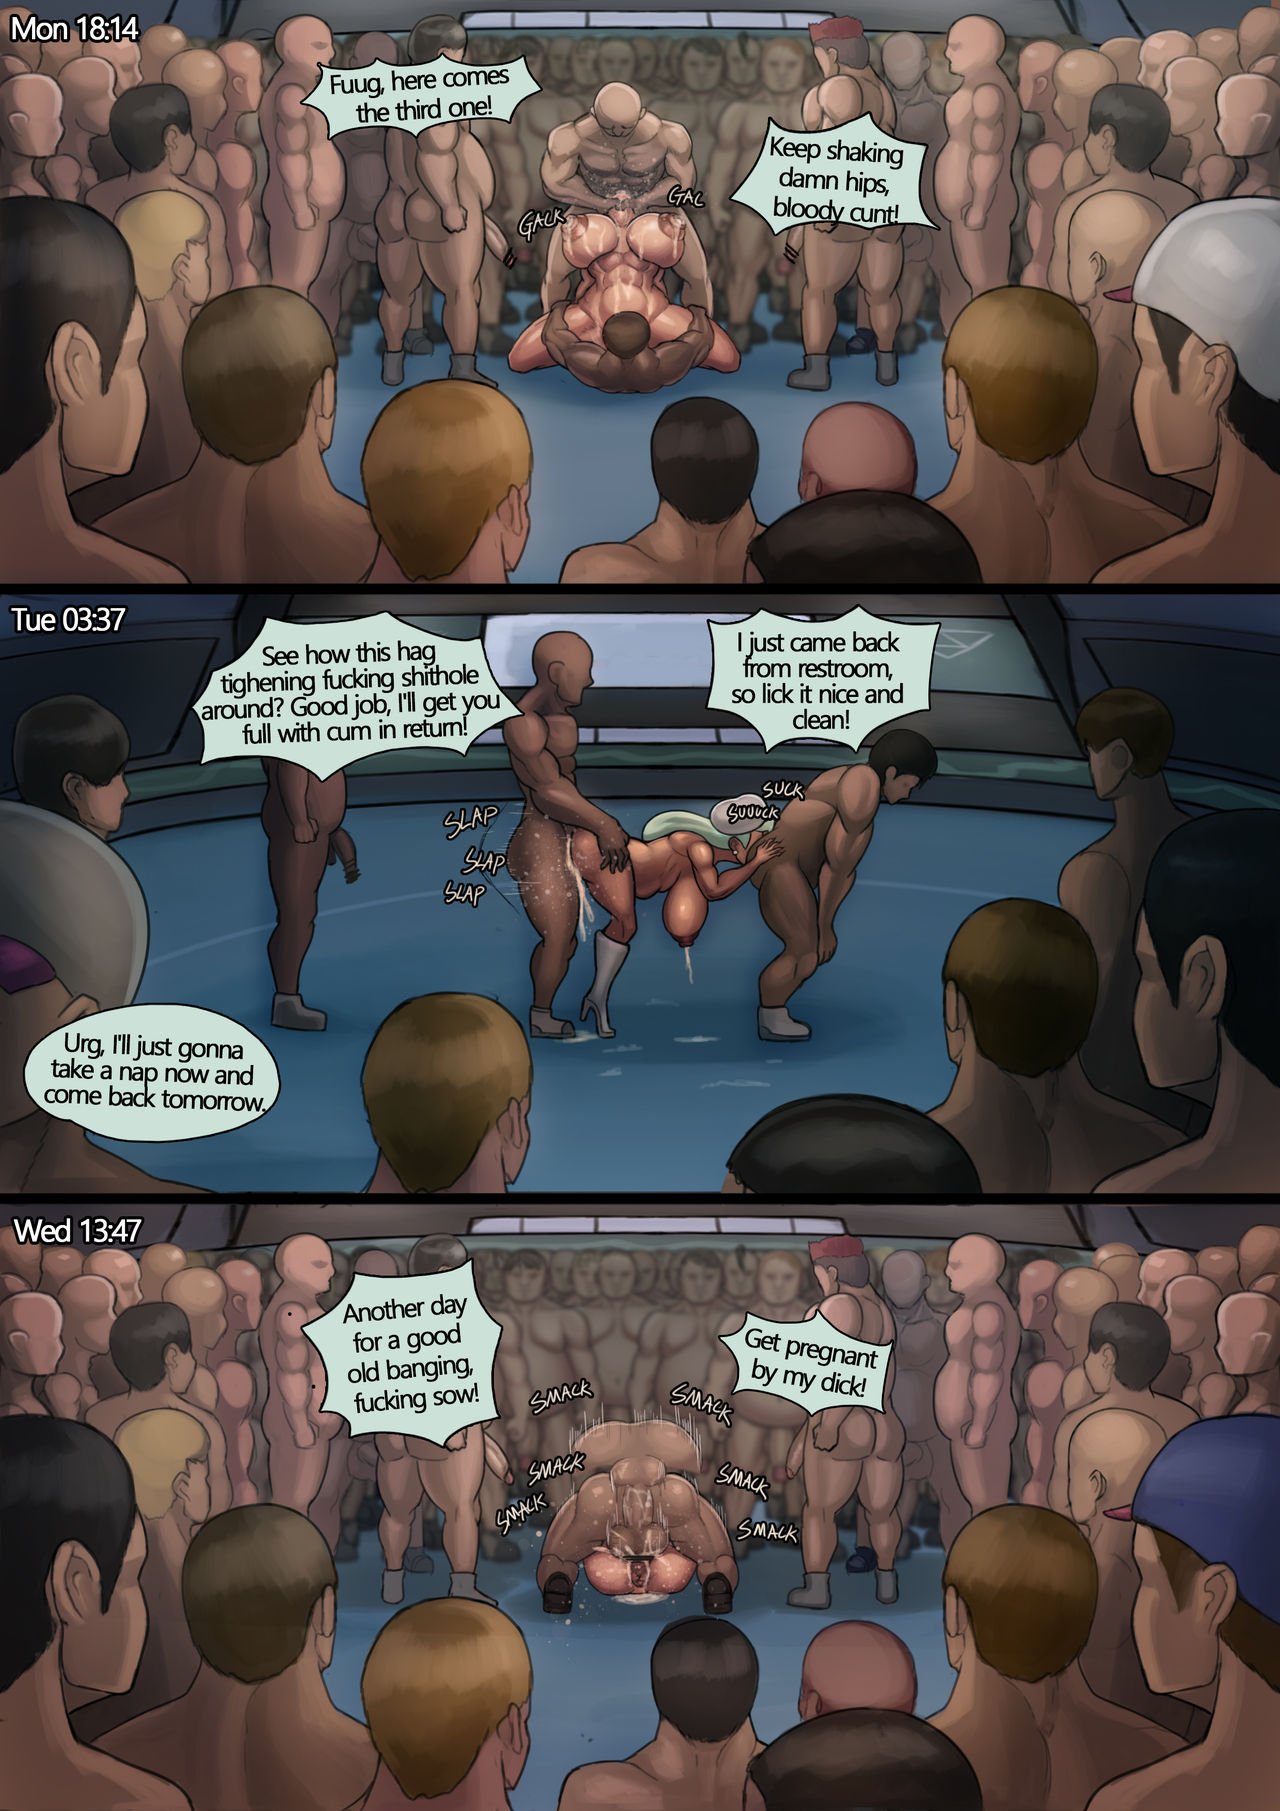 Mon 18:14
Fuug, here comes
the third one!
Keep shaking
damn hips,
bloody cunt!
GALK
GAL
Tue 03:37
See how this hag
tighening fucking shithole
around? Good job, I'll get you
full with cum in return!
I just came back
from restroom,
so lick it nice and
clean!
SUCK
SUUUCK
SLAP
SLAP
SLAP
Urg, I'll just gonna
take a nap now and
come back tomorrow.
Wed 13:47
Another day
for a good
old banging,
fucking sow!
Get pregnant
by my dick!
SMACK
SMACK
SMACK
SMACK
SMACK
SMACK